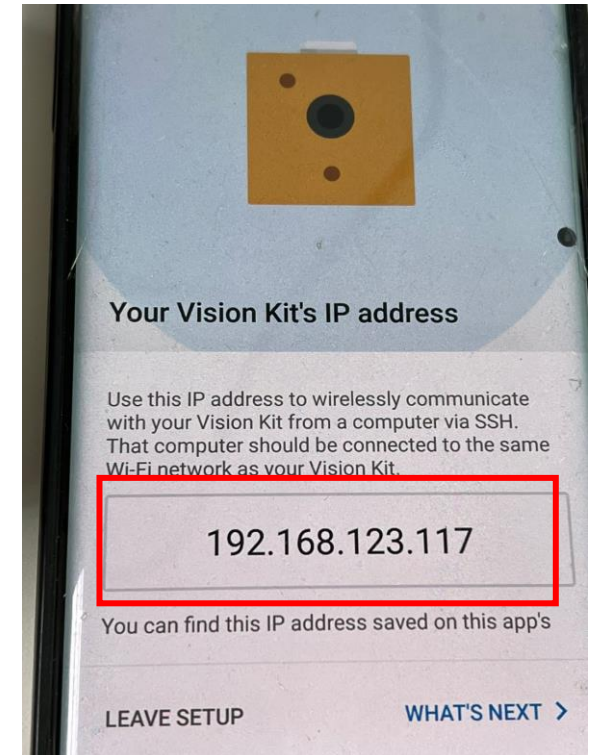 Your Vision Kit's IP address
Use this IP address to wirelessly communicate
with your Vision Kit from a computer via SSH.
That computer should be connected to the same
Wi-Fi network as your Vision Kit.
192.168.123.117
You can find this IP address saved on this app's
LEAVE SETUP
WHAT'S NEXT >